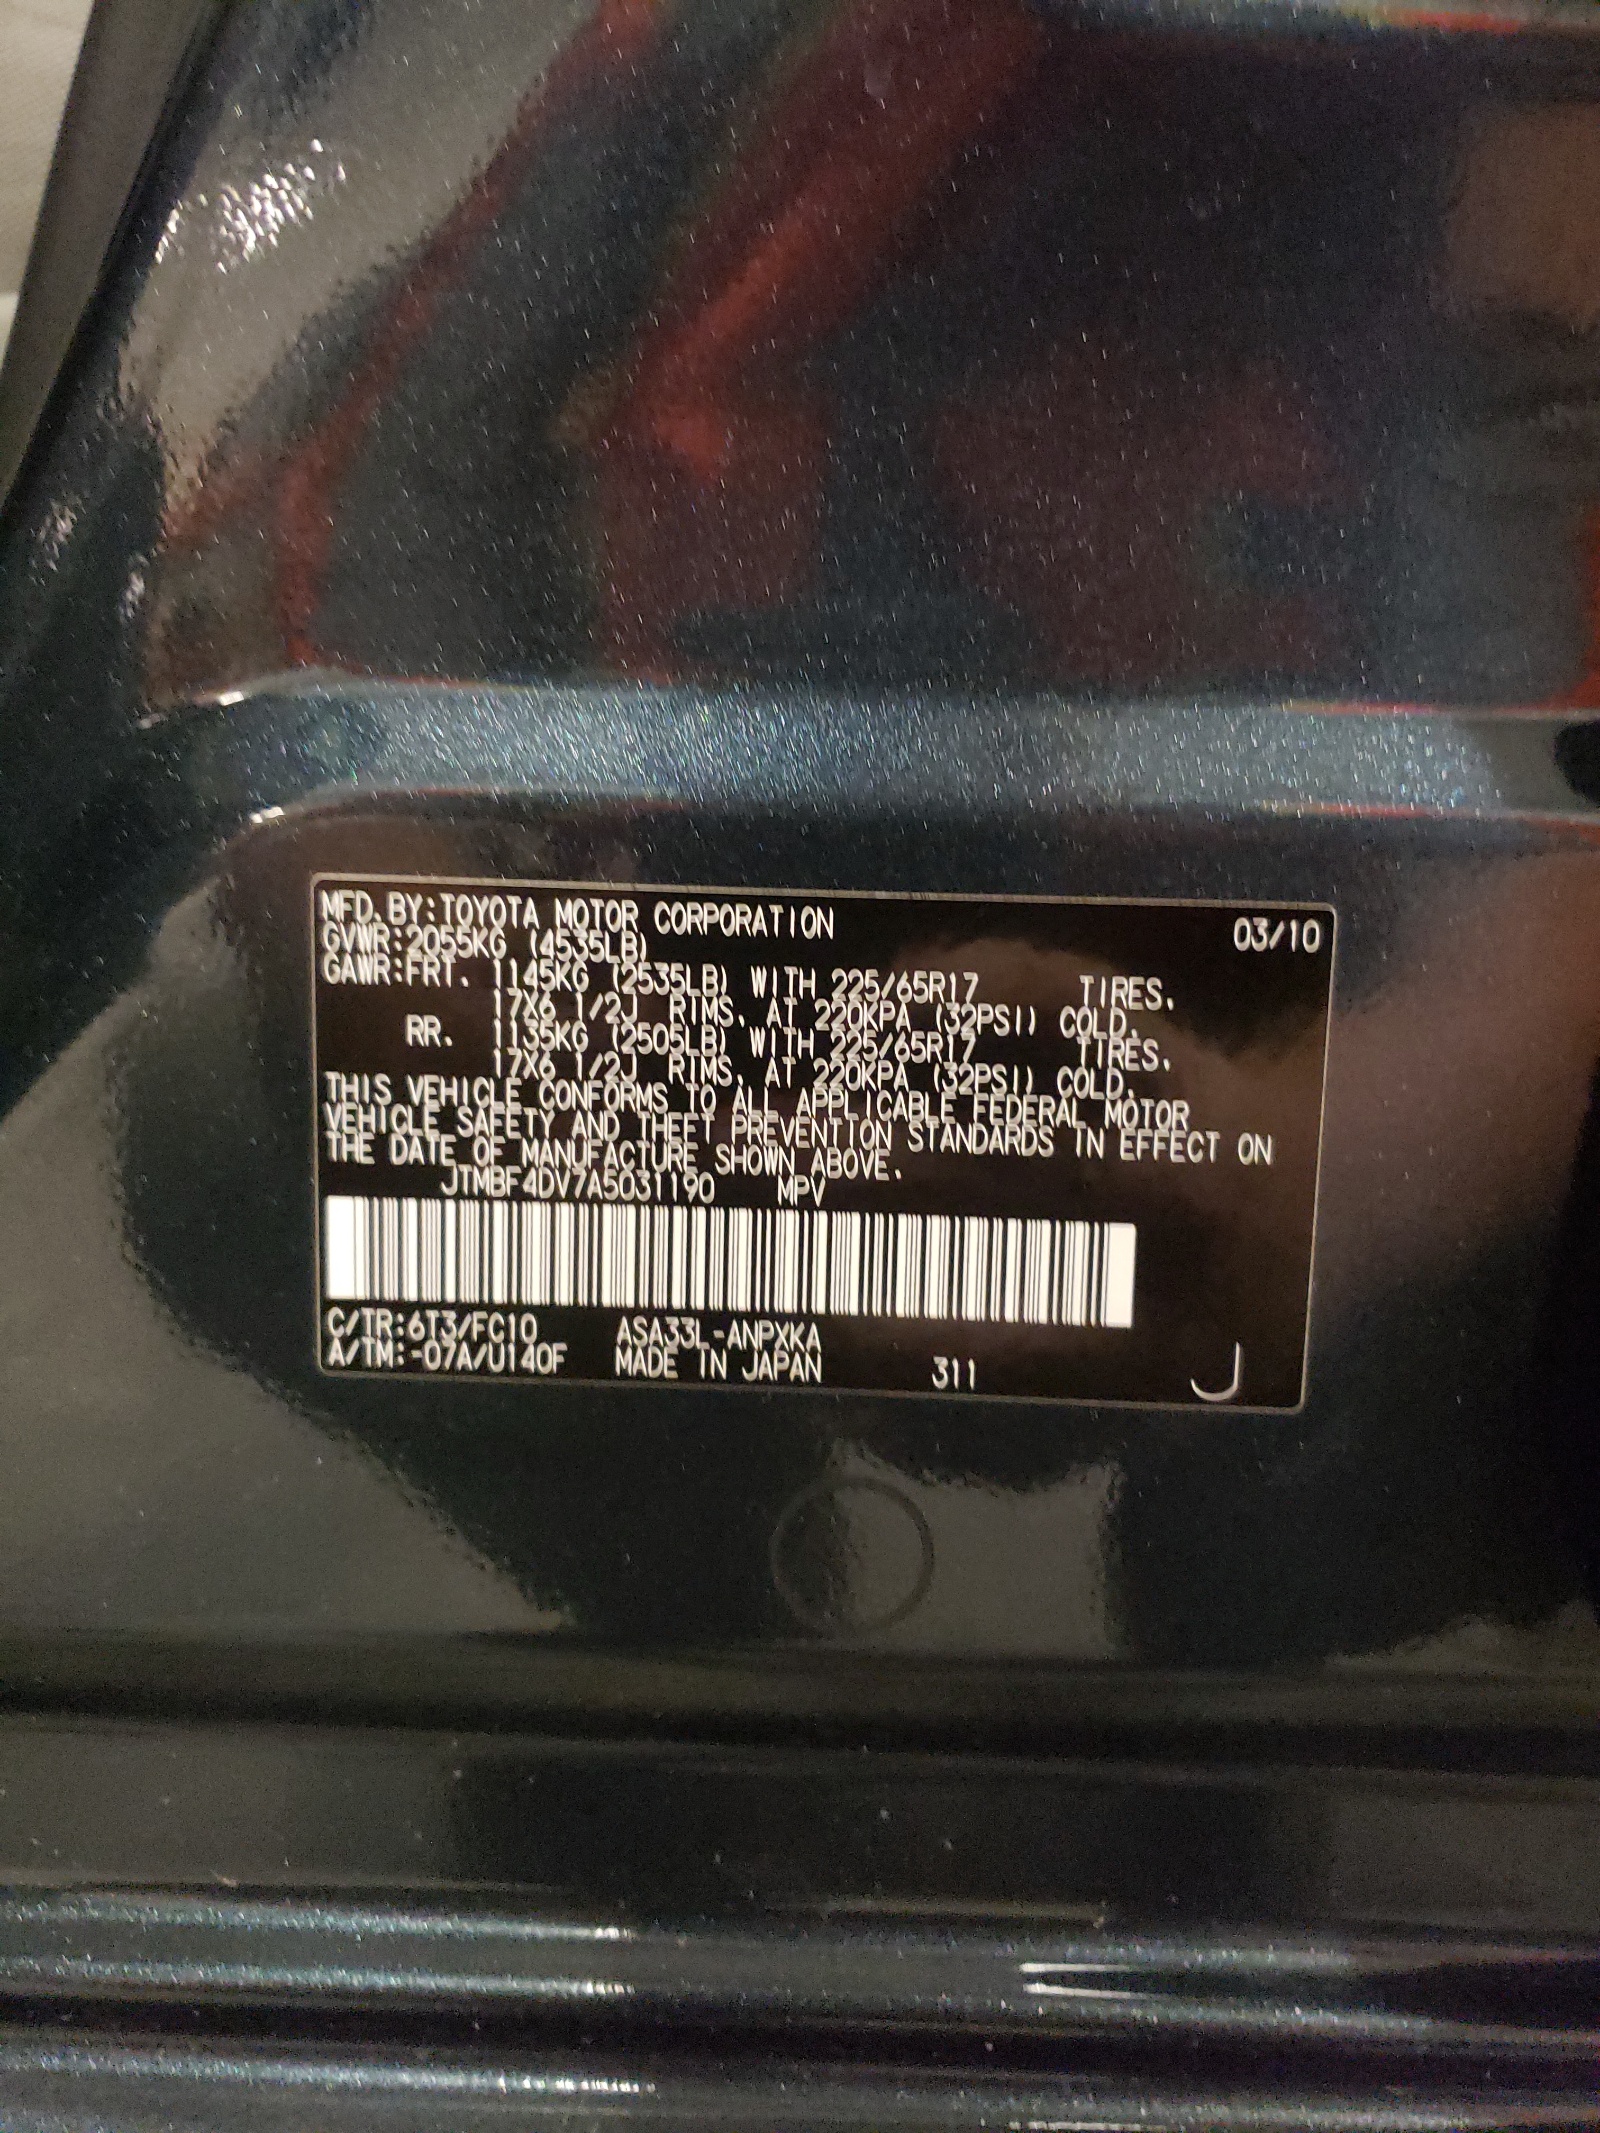 MFD. BY: TOYOTA MOTOR CORPORATION 03/10
GVWR: 2055KG (4535LB)
GAWR: FRT. 1145KG (2535LB) WITH 225/65R17 TIRES,
17X6 1/2J RIMS, AT 220KPA (32PSI) COLD.
RR. 1135KG (2505LB) WITH 225/65R17 TIRES,
17X6 1/2J RIMS, AT 220KPA (32PSI) COLD.
THIS VEHICLE CONFORMS TO ALL APPLICABLE FEDERAL MOTOR
VEHICLE SAFETY AND THEFT PREVENTION STANDARDS IN EFFECT ON
THE DATE OF MANUFACTURE SHOWN ABOVE.
JTMBF4DV7A5031190 MPV
C/TR:6T3/FC10 ASA33L-ANPXKA
A/TM:-07A/U140F MADE IN JAPAN 311 J